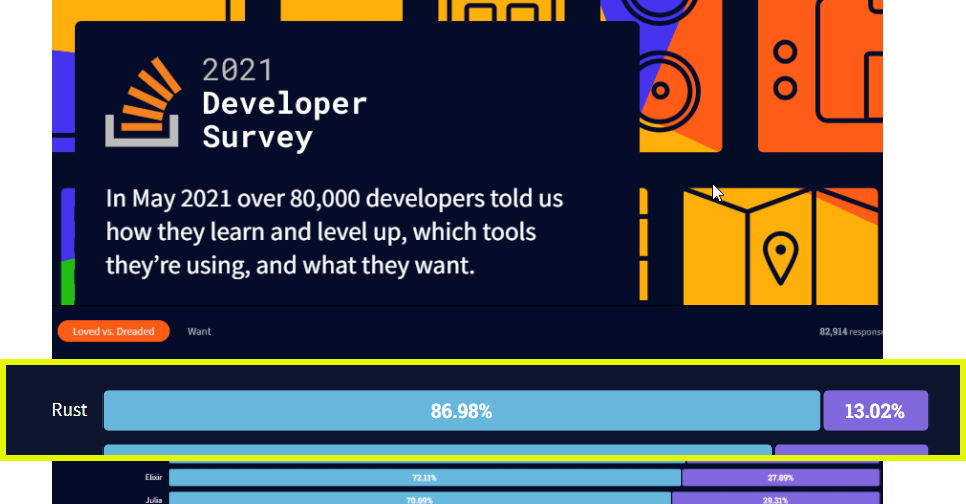 2021
Developer
Survey
In May 2021 over 80,000 developers told us
how they learn and level up, which tools
they’re using, and what they want.
Loved vs. Dreaded Want 82,914
Rust 86.98% 13.02%
Elixir 72.11% 27.89%
Julia 70.69% 29.31%